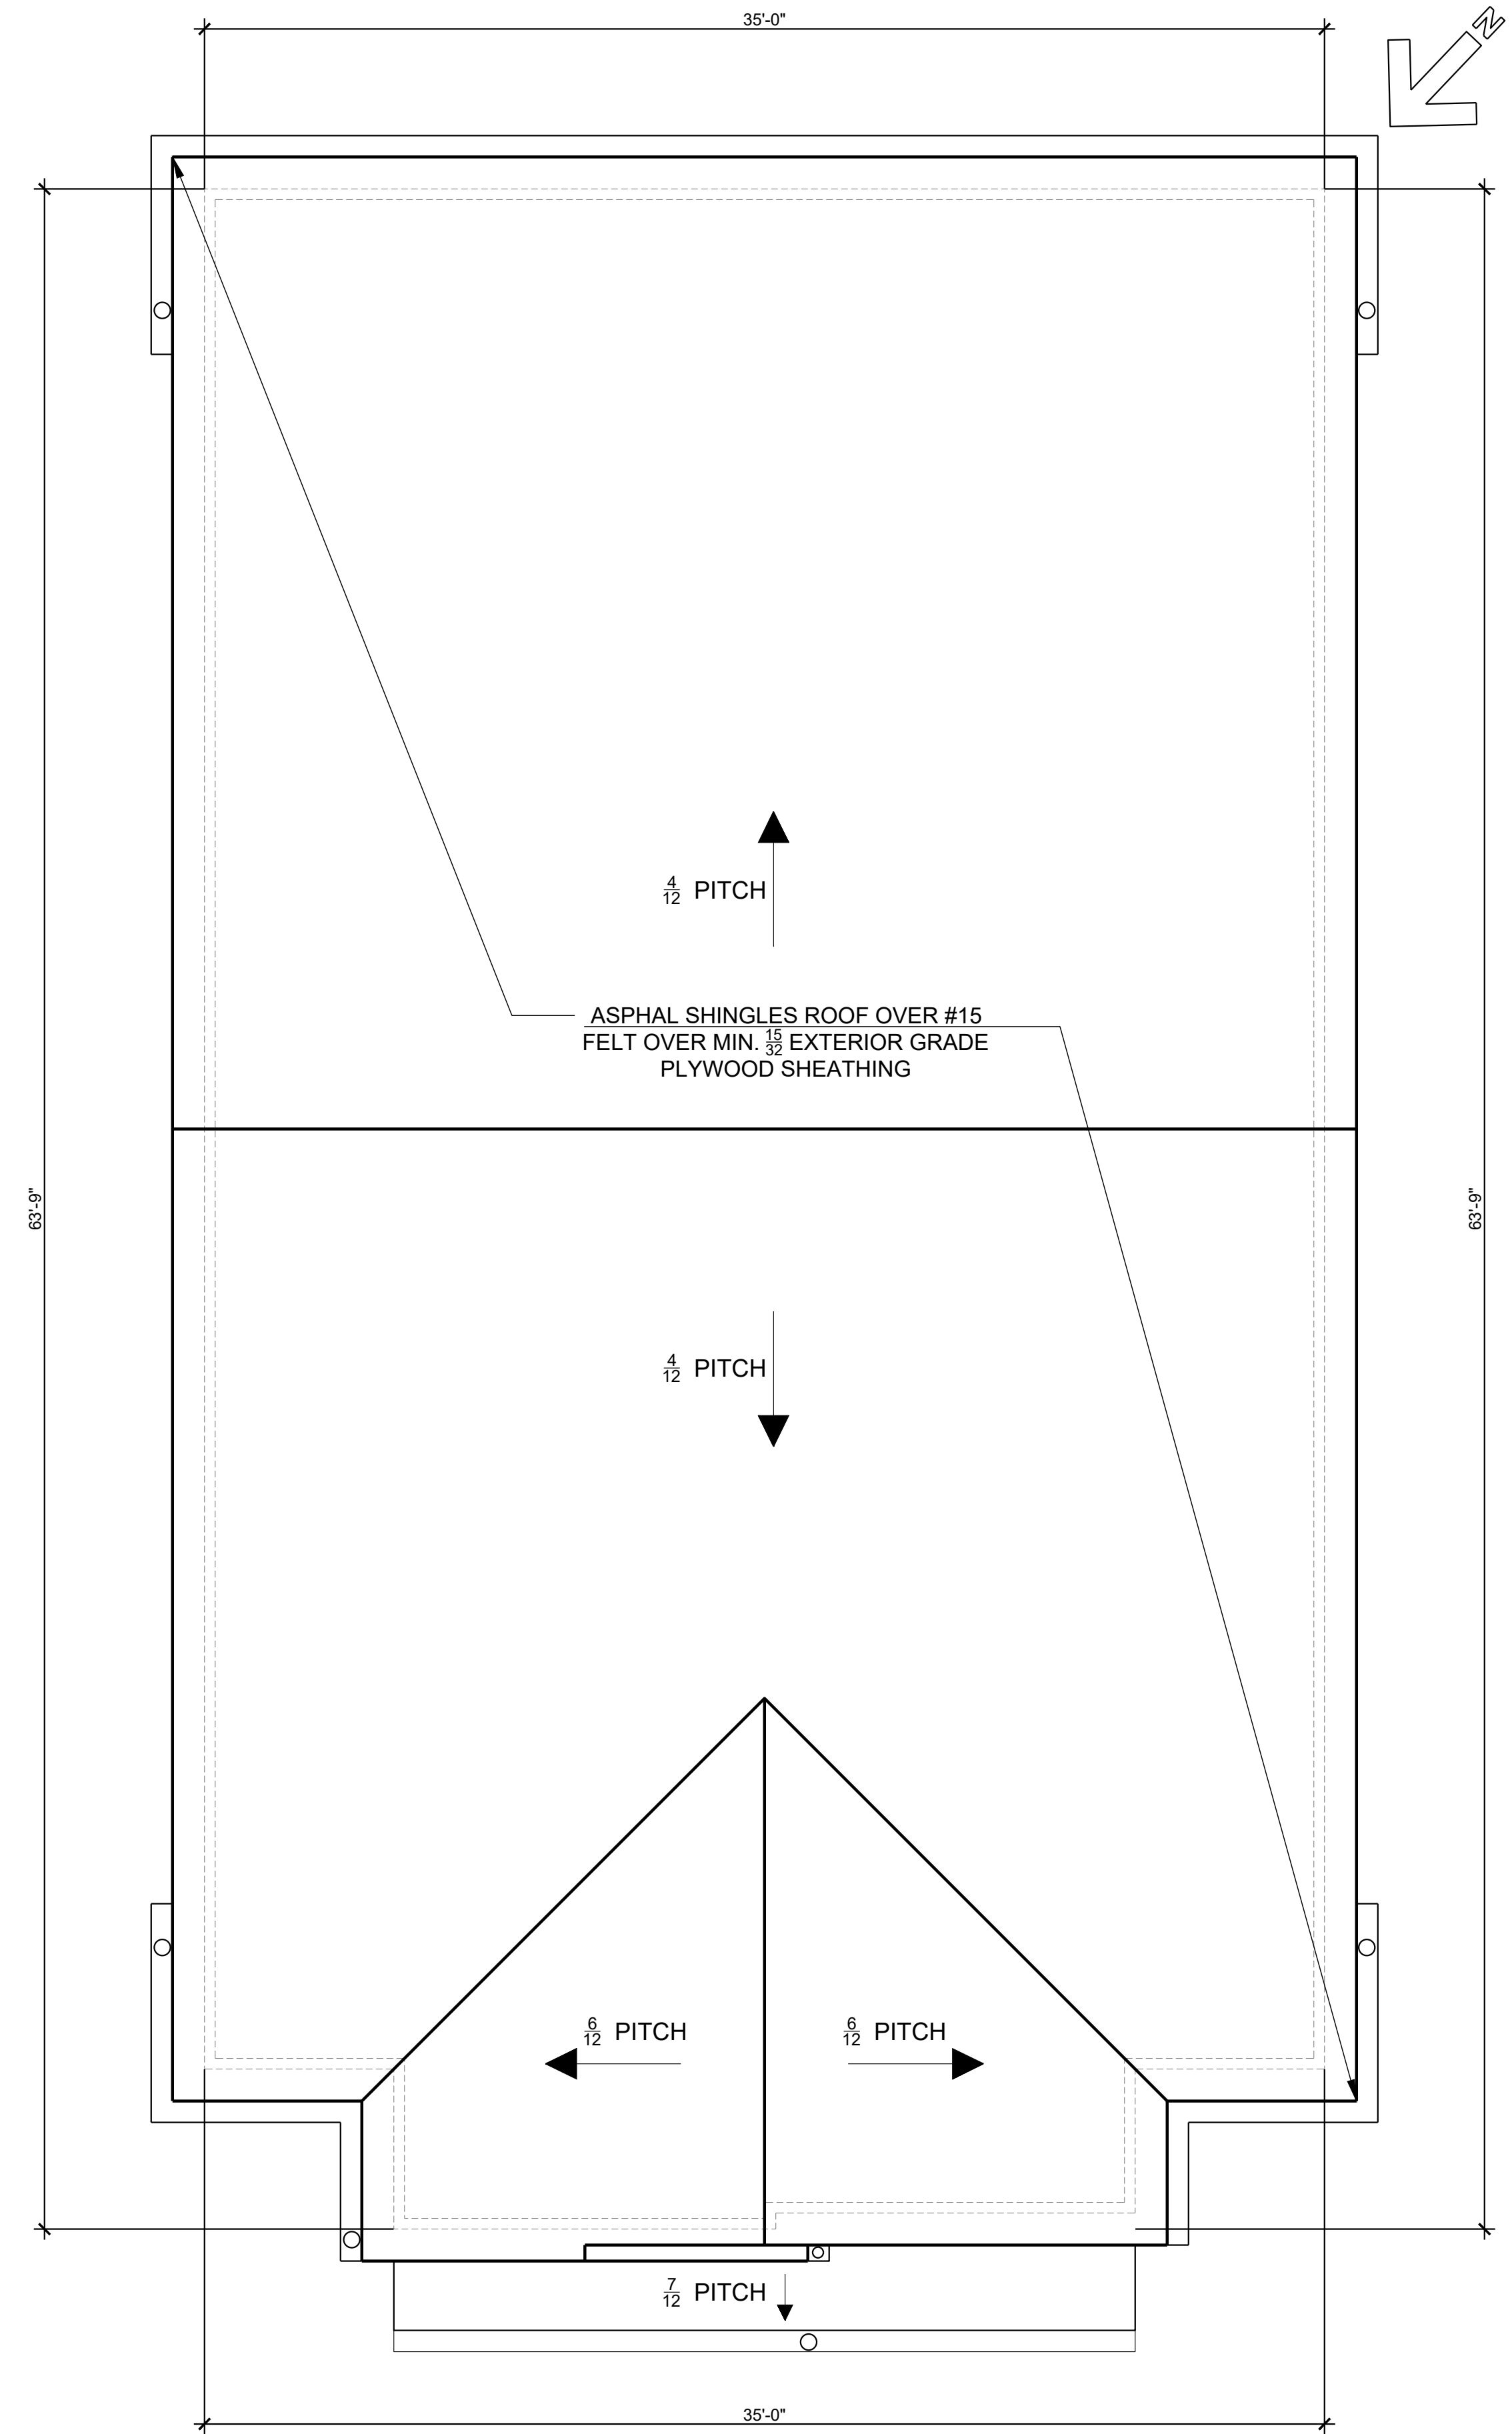 35'-0"
N
4/12 PITCH
ASPHAL SHINGLES ROOF OVER #15
FELT OVER MIN. 15/32 EXTERIOR GRADE
PLYWOOD SHEATHING
63'-9"
63'-9"
4/12 PITCH
6/12 PITCH
6/12 PITCH
7/12 PITCH
35'-0"